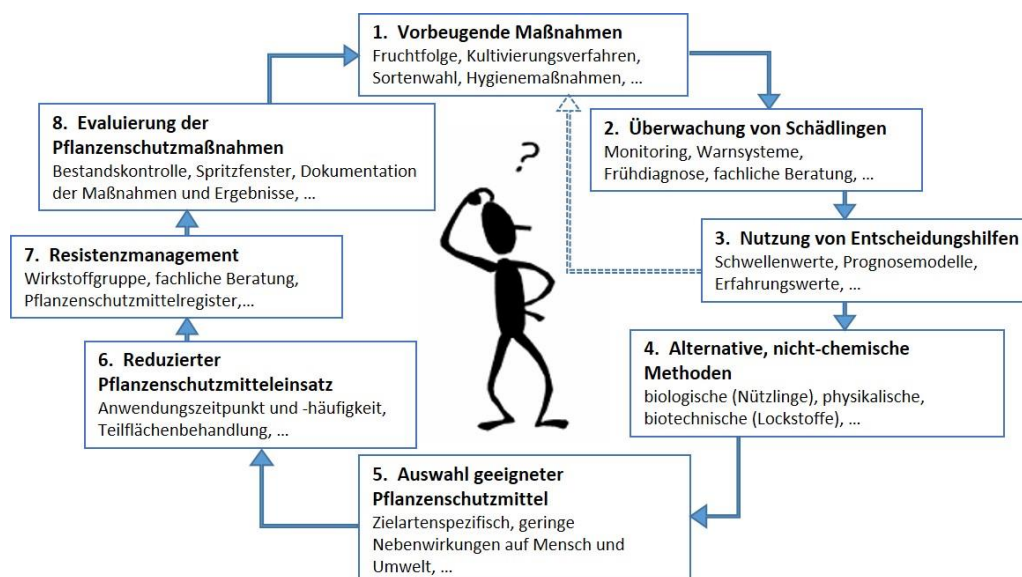 1. Vorbeugende Maßnahmen
Fruchtfolge, Kultivierungsverfahren,
Sortenwahl, Hygienemaßnahmen, ...
2. Überwachung von Schädlingen
Monitoring, Warnsysteme,
Frühdiagnose, fachliche Beratung, ...
3. Nutzung von Entscheidungshilfen
Schwellenwerte, Prognosemodelle,
Erfahrungswerte, ...
4. Alternative, nicht-chemische
Methoden
biologische (Nützlinge), physikalische,
biotechnische (Lockstoffe), ...
5. Auswahl geeigneter
Pflanzenschutzmittel
Zielartenspezifisch, geringe
Nebenwirkungen auf Mensch und
Umwelt, ...
6. Reduzierter
Pflanzenschutzmitteleinsatz
Anwendungszeitpunkt und -häufigkeit,
Teilflächenbehandlung, ...
7. Resistenzmanagement
Wirkstoffgruppe, fachliche Beratung,
Pflanzenschutzmittelregister,...
8. Evaluierung der
Pflanzenschutzmaßnahmen
Bestandskontrolle, Spritzfenster, Dokumentation
der Maßnahmen und Ergebnisse, ...
?